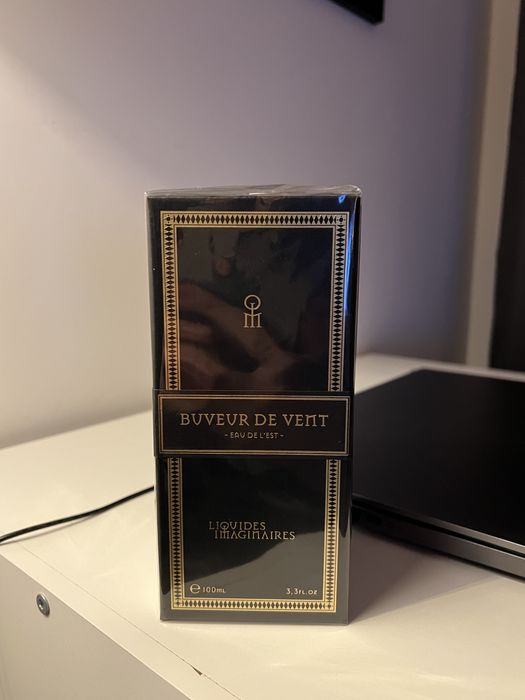 BUVEUR DE VENT
- EAU DE L'EST -
LIQUIDES
IMAGINAIRES
℮ 100ML 3,3FL.OZ